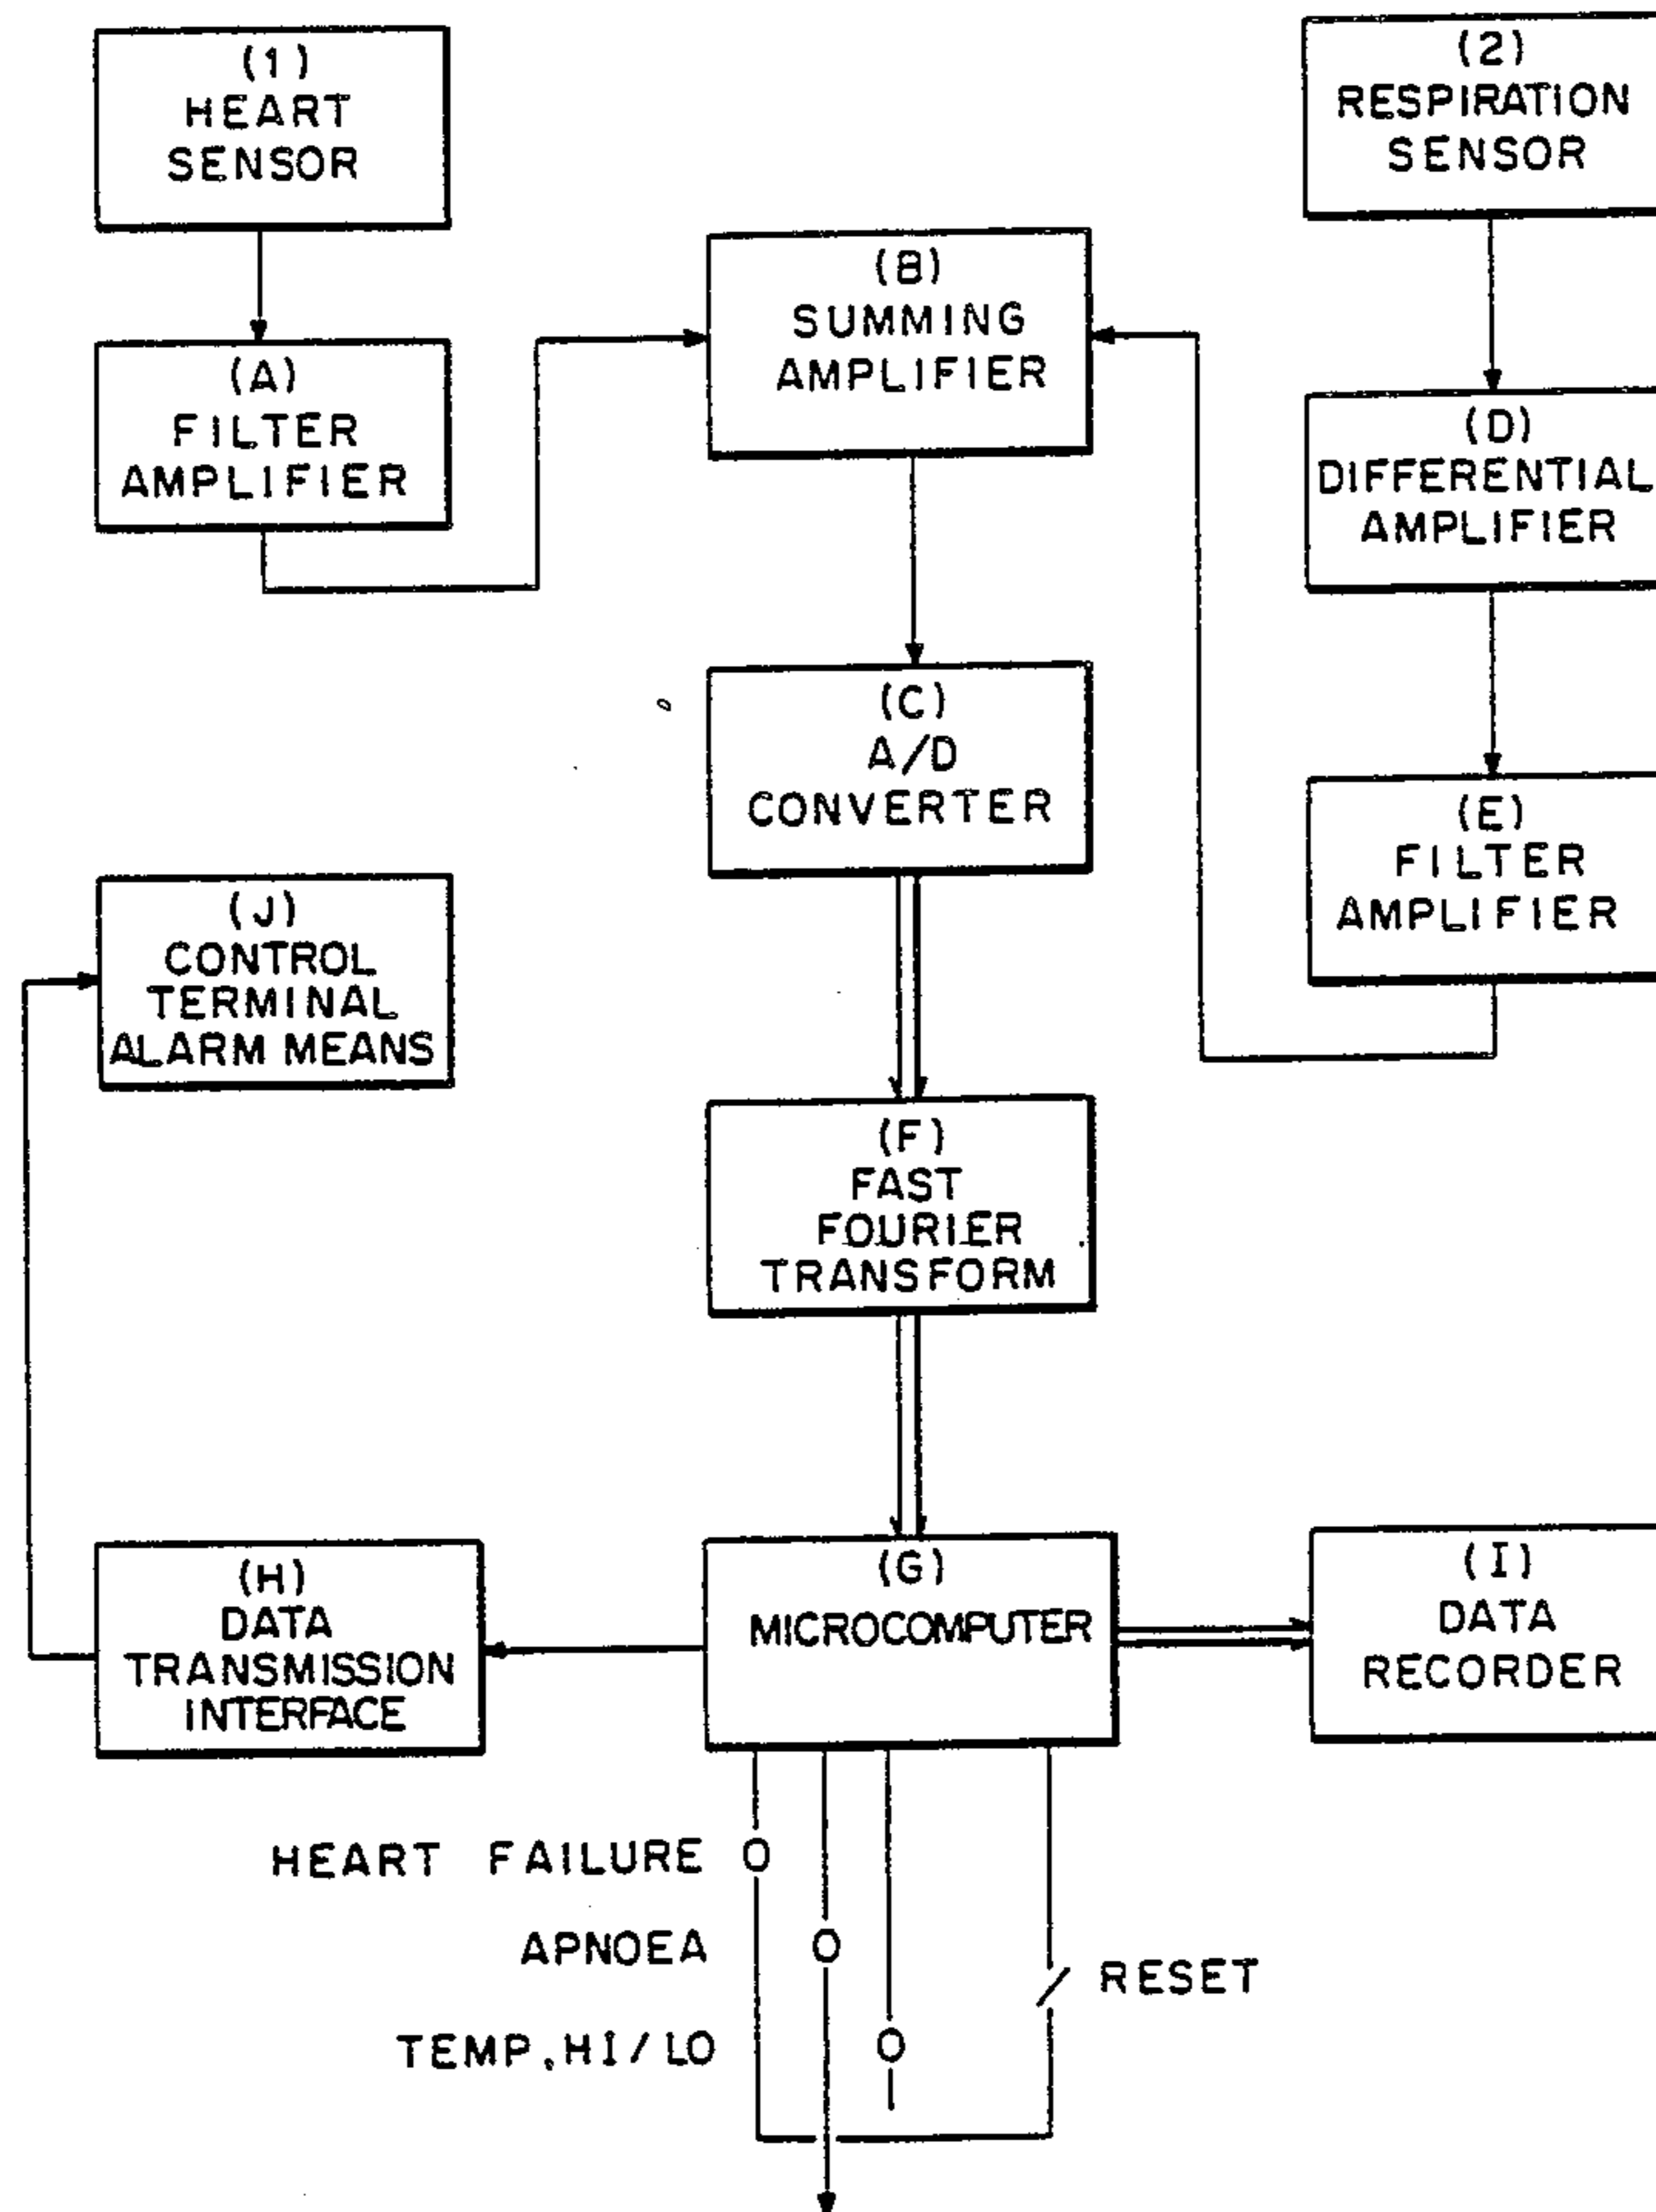 (1)
HEART
SENSOR
(2)
RESPIRATION
SENSOR
(B)
SUMMING
AMPLIFIER
(A)
FILTER
AMPLIFIER
(D)
DIFFERENTIAL
AMPLIFIER
(C)
A/D
CONVERTER
(E)
FILTER
AMPLIFIER
(J)
CONTROL
TERMINAL
ALARM MEANS
(F)
FAST
FOURIER
TRANSFORM
(H)
DATA
TRANSMISSION
INTERFACE
(G)
MICROCOMPUTER
(I)
DATA
RECORDER
HEART FAILURE
APNOEA
RESET
TEMP, HI/LO